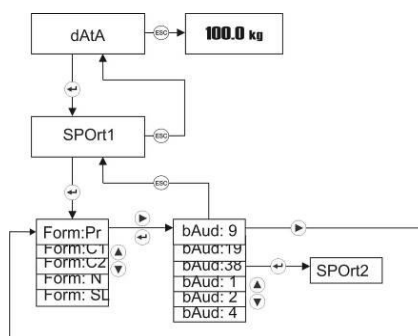 dAtA
ESC
100.0 kg
SPOrt1
ESC
ESC
Form:Pr
Form:C1
Form:C2
Form: N
Form: SL
bAud: 9
bAud:19
bAud:38
bAud: 1
bAud: 2
bAud: 4
SPOrt2